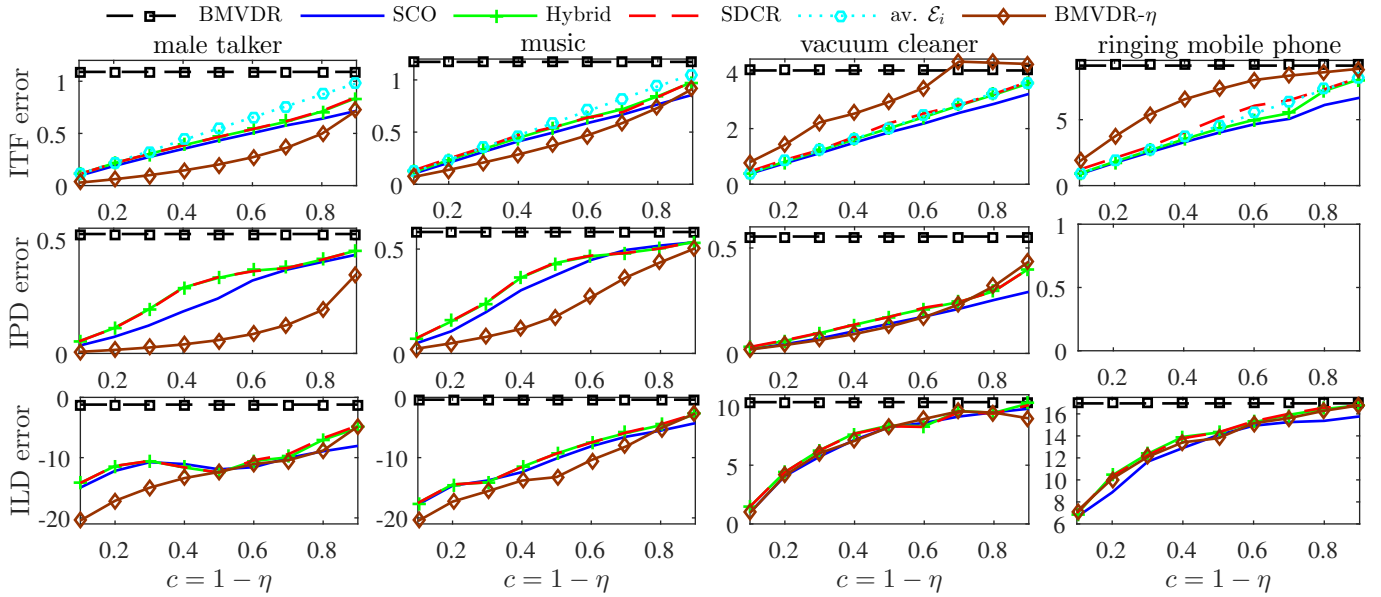 BMVDR SCO Hybrid SDCR av. ℰᵢ BMVDR-η
male talker music vacuum cleaner ringing mobile phone
ITF error
1
0.5
0
0.2 0.4 0.6 0.8
1
0.5
0
0.2 0.4 0.6 0.8
4
2
0
0.2 0.4 0.6 0.8
5
0
0.2 0.4 0.6 0.8
IPD error
0.5
0
0.2 0.4 0.6 0.8
0.5
0
0.2 0.4 0.6 0.8
0.5
0
0.2 0.4 0.6 0.8
1
0.5
0
0.2 0.4 0.6 0.8
ILD error
0
-10
-20
0.2 0.4 0.6 0.8
c = 1 − η
0
-10
-20
0.2 0.4 0.6 0.8
c = 1 − η
10
5
0
0.2 0.4 0.6 0.8
c = 1 − η
16
14
12
10
8
6
0.2 0.4 0.6 0.8
c = 1 − η